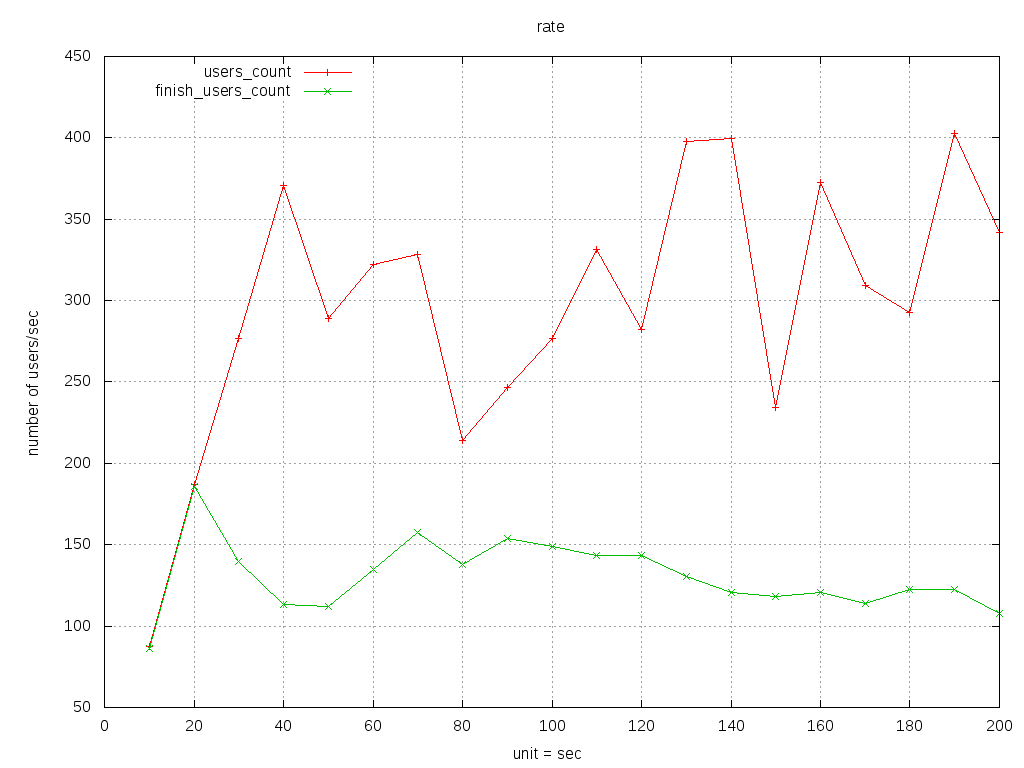 rate
450
400
350
300
250
200
150
100
50
users_count
finish_users_count
number of users/sec
0 20 40 60 80 100 120 140 160 180 200
unit = sec